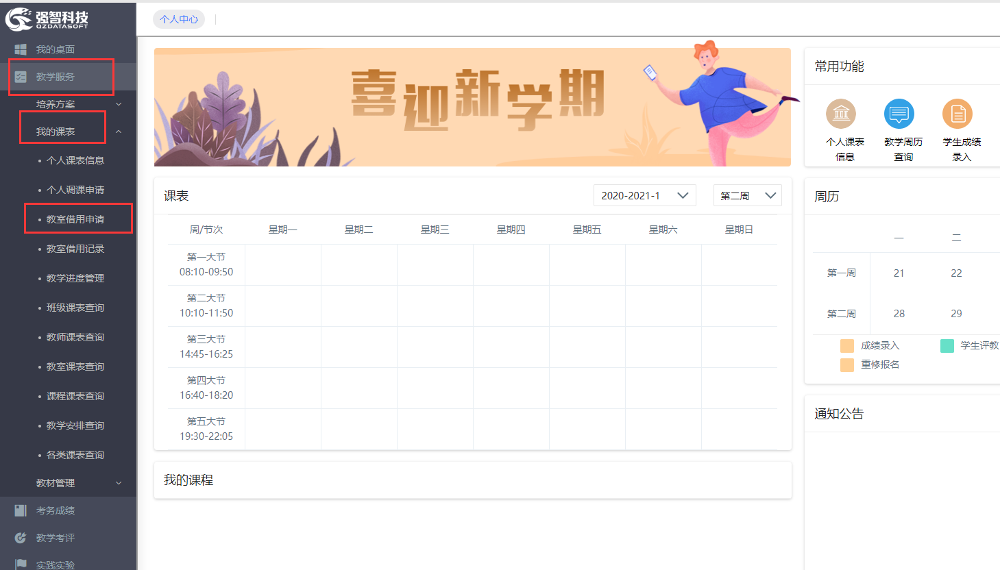 强智科技
QZDATASOFT
我的桌面
教学服务
培养方案
我的课表
个人课表信息
个人调课申请
教室借用申请
教室借用记录
教学进度管理
班级课表查询
教师课表查询
教室课表查询
课程课表查询
教学安排查询
各类课表查询
教材管理
考务成绩
教学考评
实践实验
个人中心
喜迎新学期
课表
2020-2021-1
第二周
周/节次 星期一 星期二 星期三 星期四 星期五 星期六 星期日
第一大节
08:10-09:50
第二大节
10:10-11:50
第三大节
14:45-16:25
第四大节
16:40-18:20
第五大节
19:30-22:05
我的课程
常用功能
个人课表 教学周历 学生成绩
信息 查询 录入
周历
一 二
第一周 21 22
第二周 28 29
成绩录入 学生评教
重修报名
通知公告